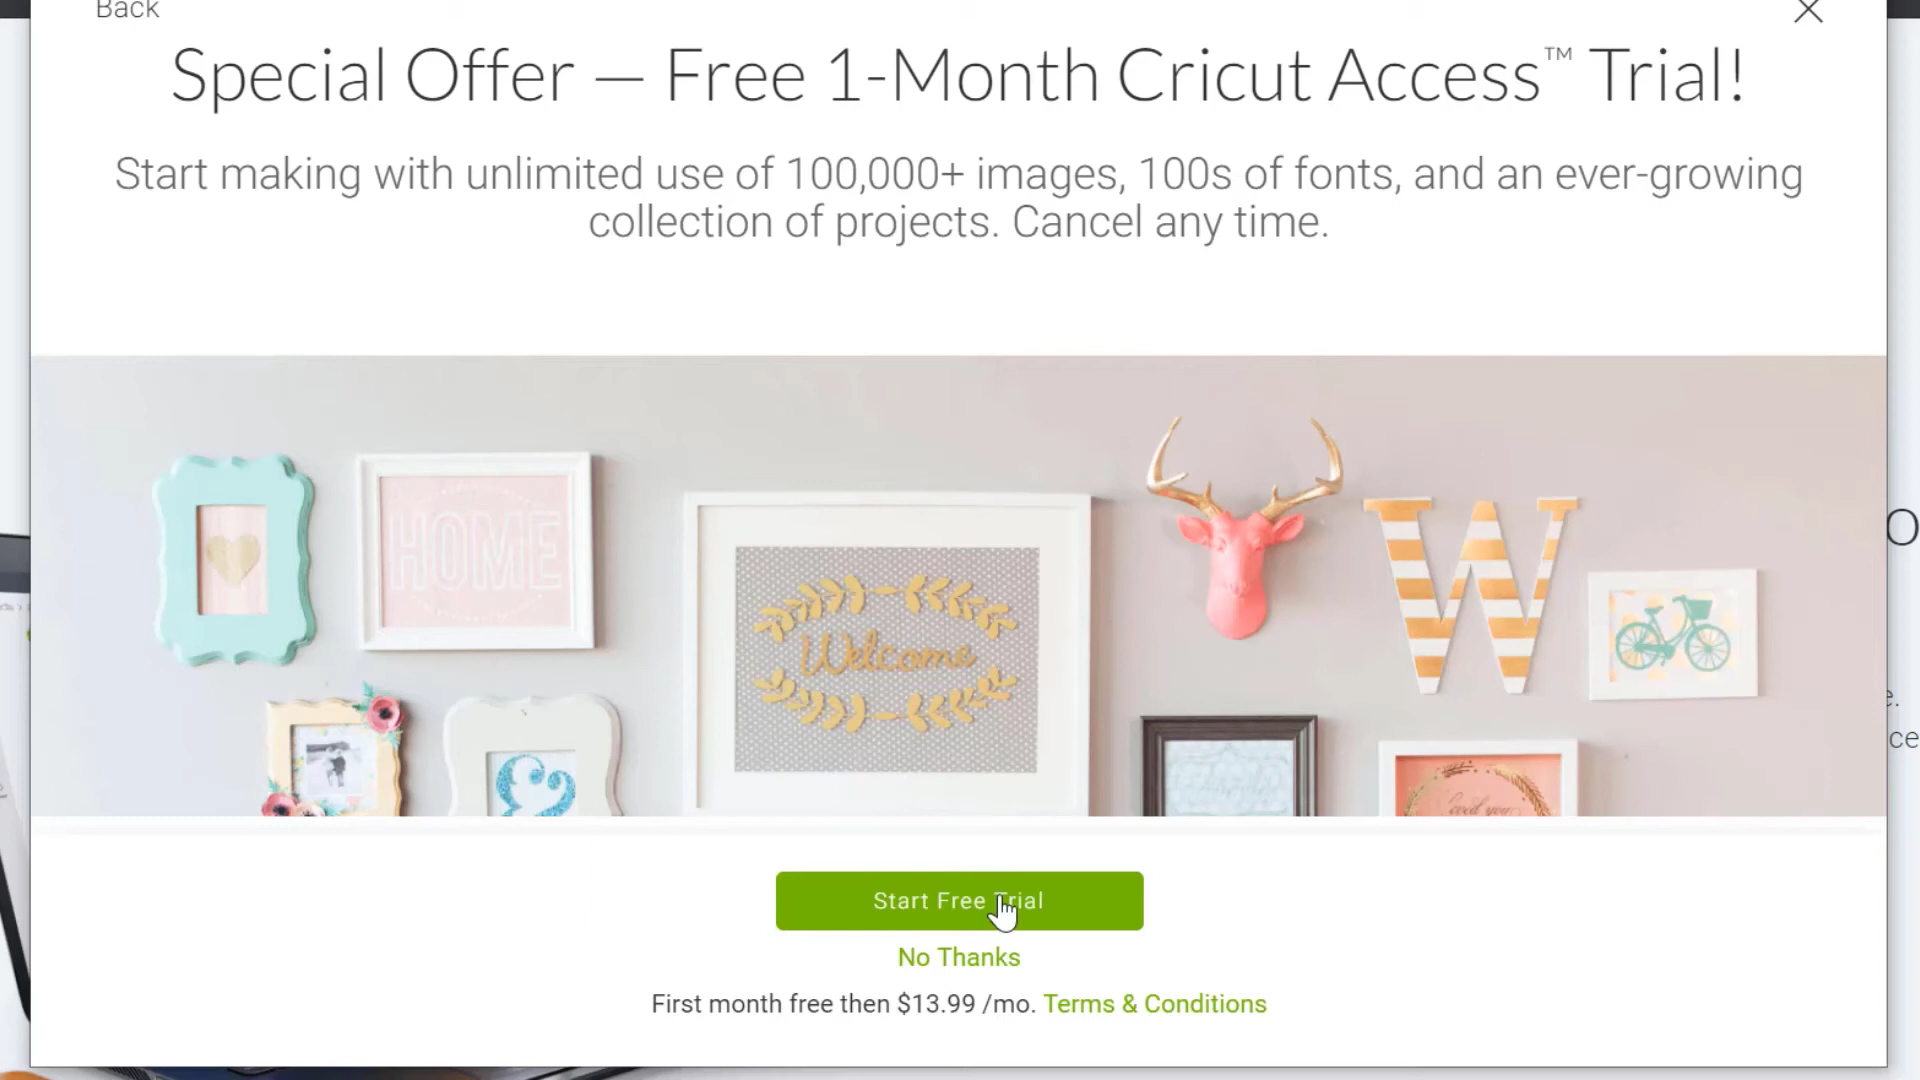 Back
Special Offer — Free 1-Month Cricut Access™ Trial!
Start making with unlimited use of 100,000+ images, 100s of fonts, and an ever-growing
collection of projects. Cancel any time.
HOME
Welcome
W
&
Start Free Trial
No Thanks
First month free then $13.99 /mo. Terms & Conditions